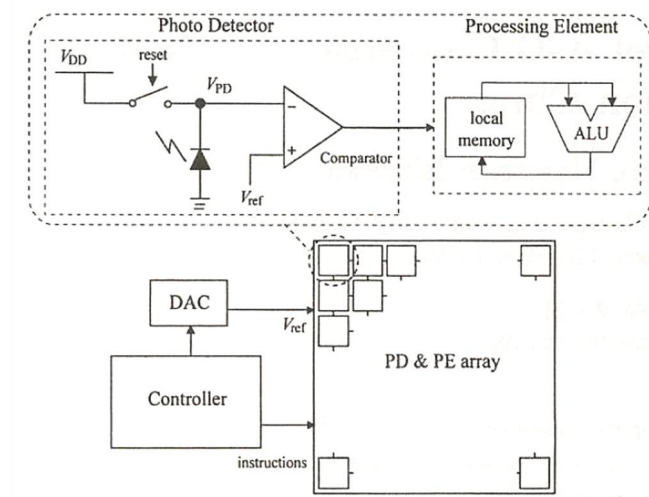 Photo Detector
Processing Element
VDD
reset
VPD
−
+
Comparator
Vref
local
memory
ALU
DAC
Vref
Controller
instructions
PD & PE array